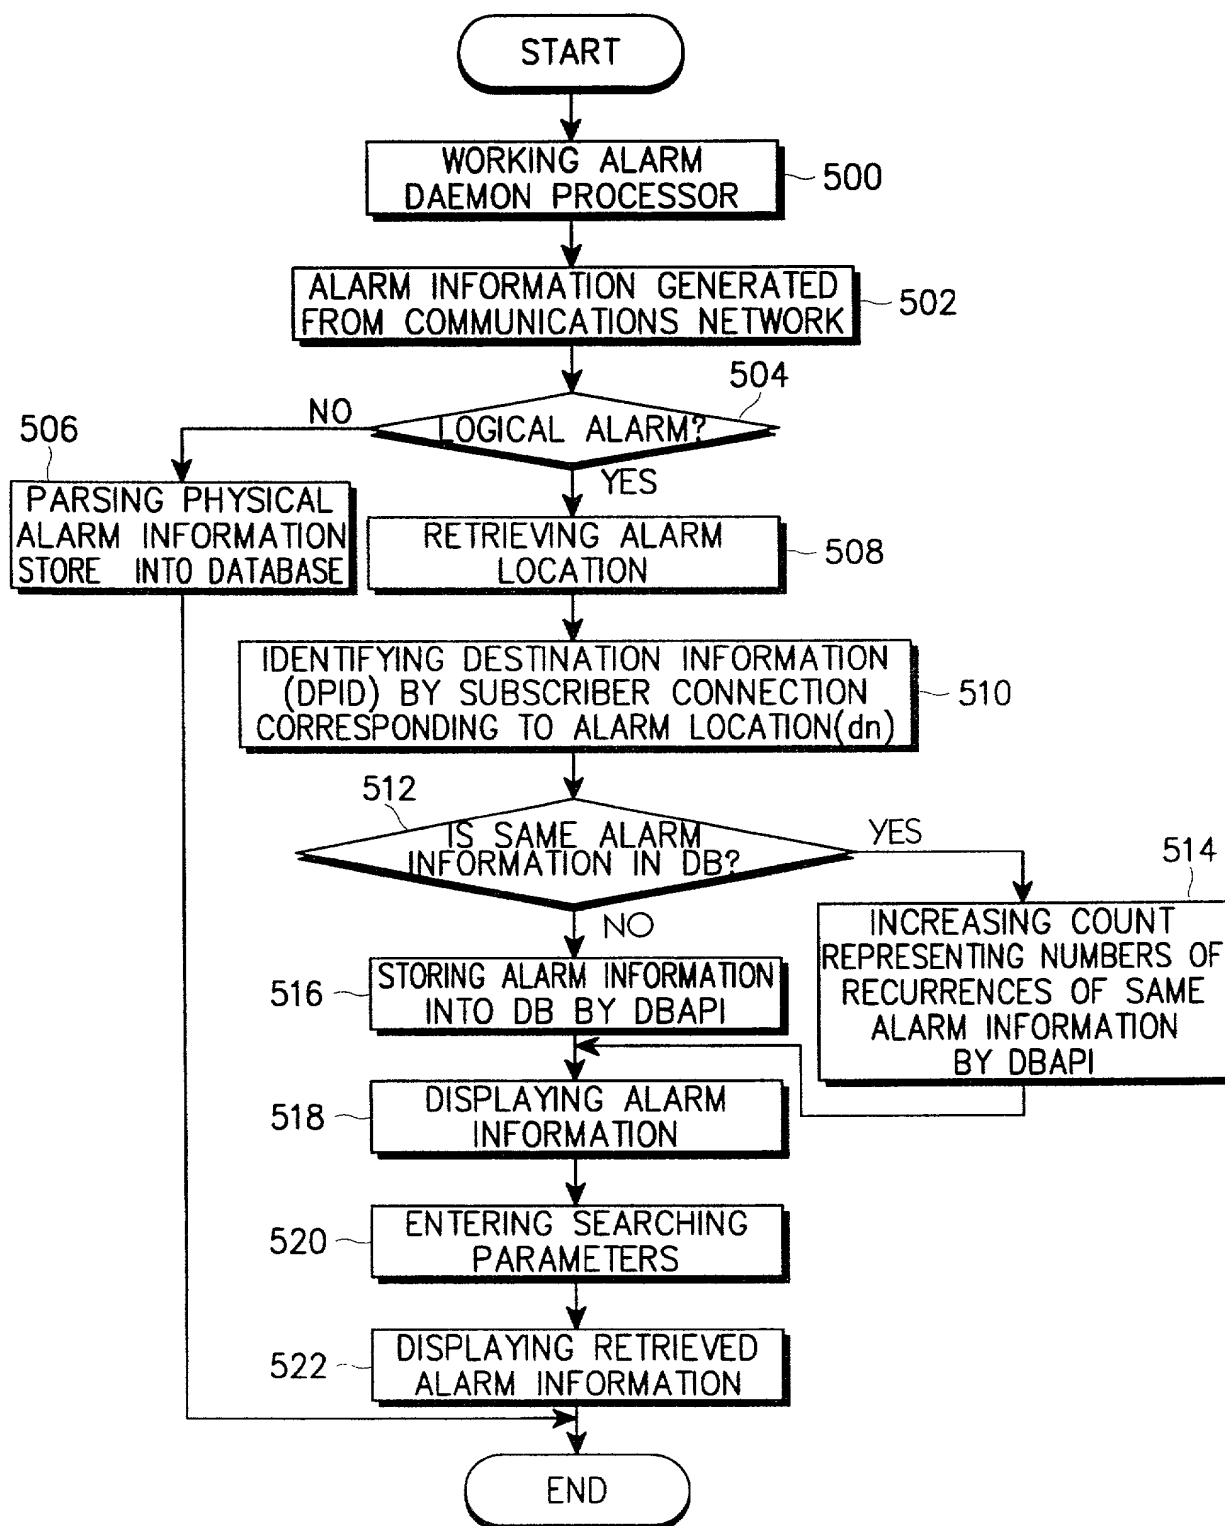 START
WORKING ALARM
DAEMON PROCESSOR
500
ALARM INFORMATION GENERATED
FROM COMMUNICATIONS NETWORK
502
504
LOGICAL ALARM?
NO
YES
506
PARSING PHYSICAL
ALARM INFORMATION
STORE INTO DATABASE
RETRIEVING ALARM
LOCATION
508
IDENTIFYING DESTINATION INFORMATION
(DPID) BY SUBSCRIBER CONNECTION
CORRESPONDING TO ALARM LOCATION(dn)
510
512
IS SAME ALARM
INFORMATION IN DB?
YES
NO
514
INCREASING COUNT
REPRESENTING NUMBERS OF
RECURRENCES OF SAME
ALARM INFORMATION
BY DBAPI
516
STORING ALARM INFORMATION
INTO DB BY DBAPI
518
DISPLAYING ALARM
INFORMATION
520
ENTERING SEARCHING
PARAMETERS
522
DISPLAYING RETRIEVED
ALARM INFORMATION
END